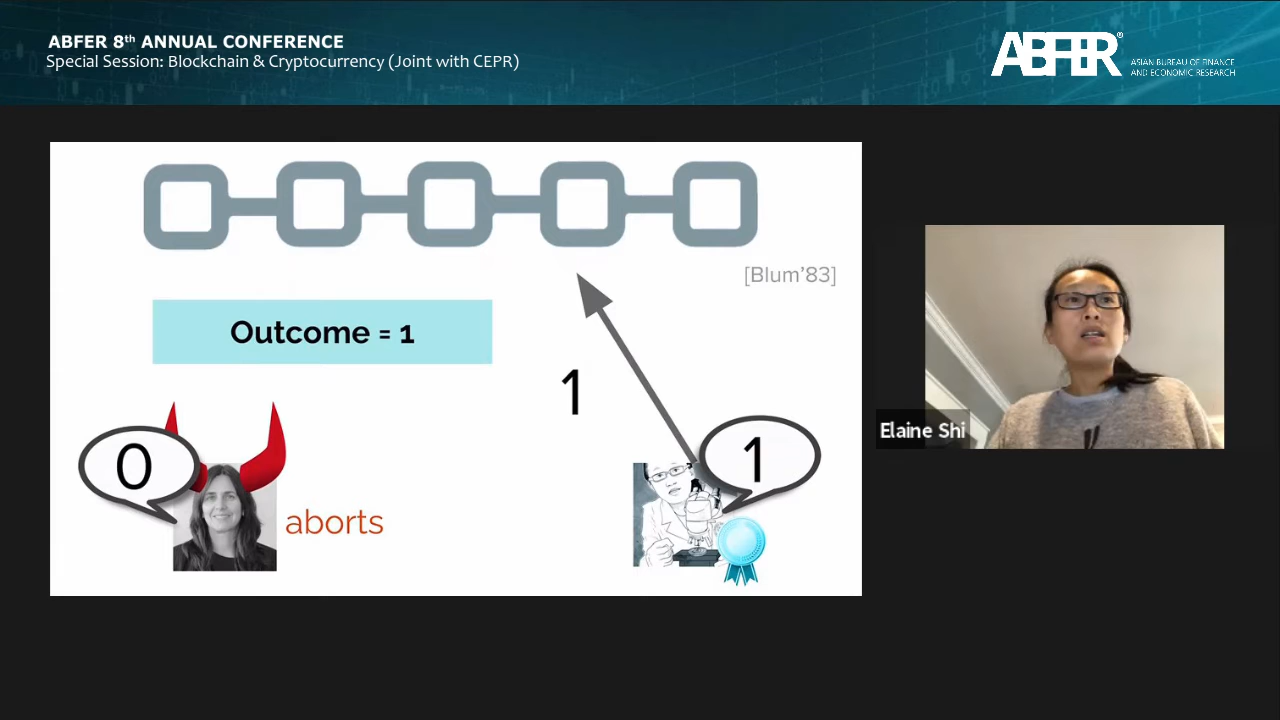 ABFER 8th ANNUAL CONFERENCE
Special Session: Blockchain & Cryptocurrency (Joint with CEPR)
ABFER®
ASIAN BUREAU OF FINANCE
AND ECONOMIC RESEARCH
[Blum'83]
Outcome = 1
1
0
1
aborts
Elaine Shi